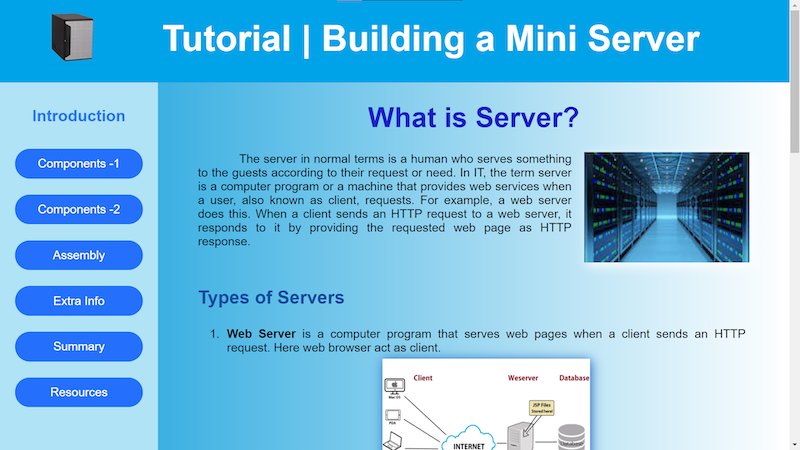 Tutorial | Building a Mini Server
Introduction
Components -1
Components -2
Assembly
Extra Info
Summary
Resources
What is Server?
The server in normal terms is a human who serves something
to the guests according to their request or need. In IT, the term server
is a computer program or a machine that provides web services when
a user, also known as client, requests. For example, a web server
does this. When a client sends an HTTP request to a web server, it
responds to it by providing the requested web page as HTTP
response.
Types of Servers
1. Web Server is a computer program that serves web pages when a client sends an HTTP
request. Here web browser act as client.
Client
Weserver
Database
Mac OS
JSP Files
Stored here!
PDA
INTERNET